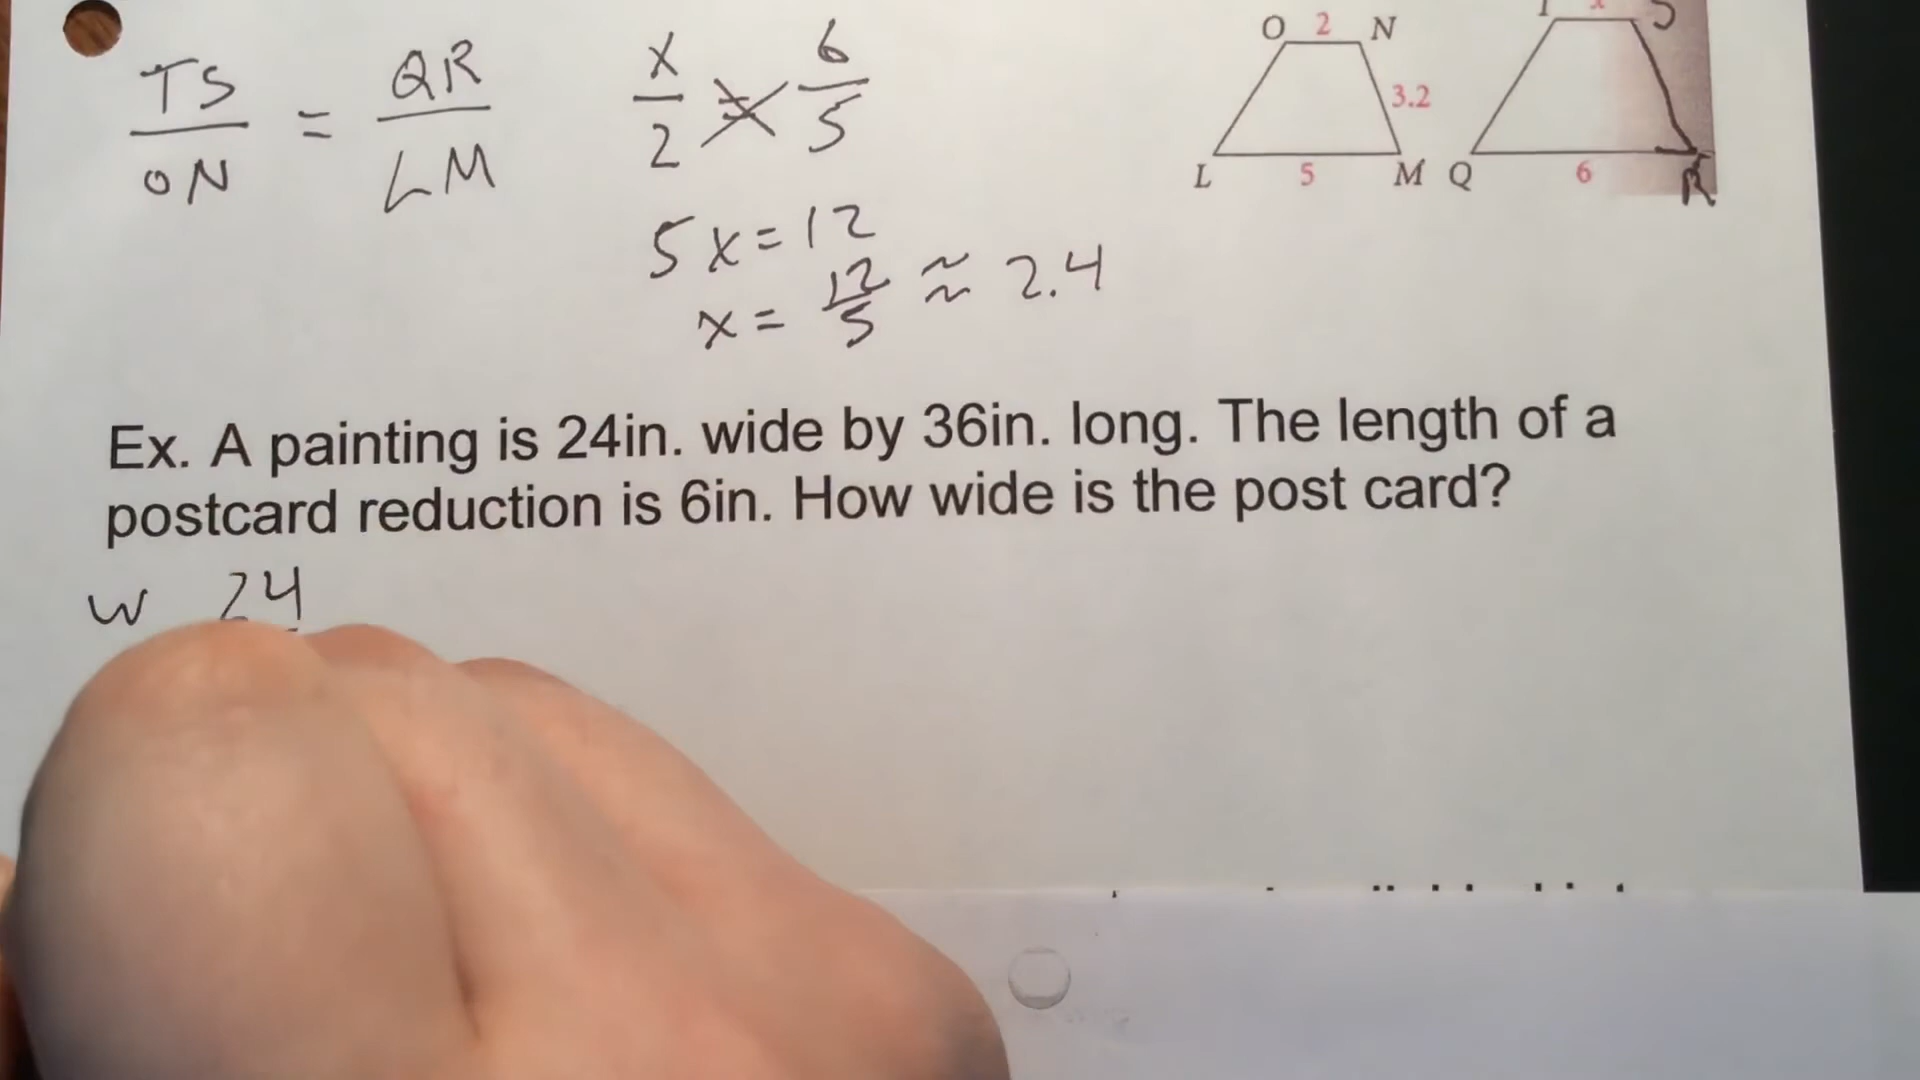 TS / ON = QR / LM
x / 2 = 6 / 5
5x = 12
x = 12 / 5 ≈ 2.4
O 2 N
3.2
L 5 M
x S
Q 6 R
Ex. A painting is 24in. wide by 36in. long. The length of a
postcard reduction is 6in. How wide is the post card?
W 24